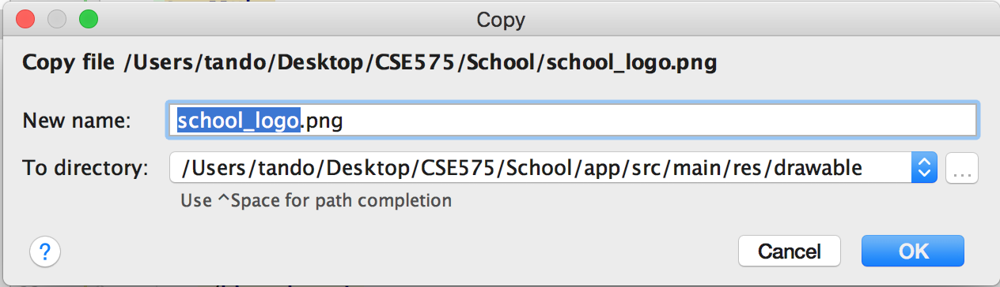 Copy
Copy file /Users/tando/Desktop/CSE575/School/school_logo.png
New name: school_logo.png
To directory: /Users/tando/Desktop/CSE575/School/app/src/main/res/drawable ...
Use ^Space for path completion
? Cancel OK